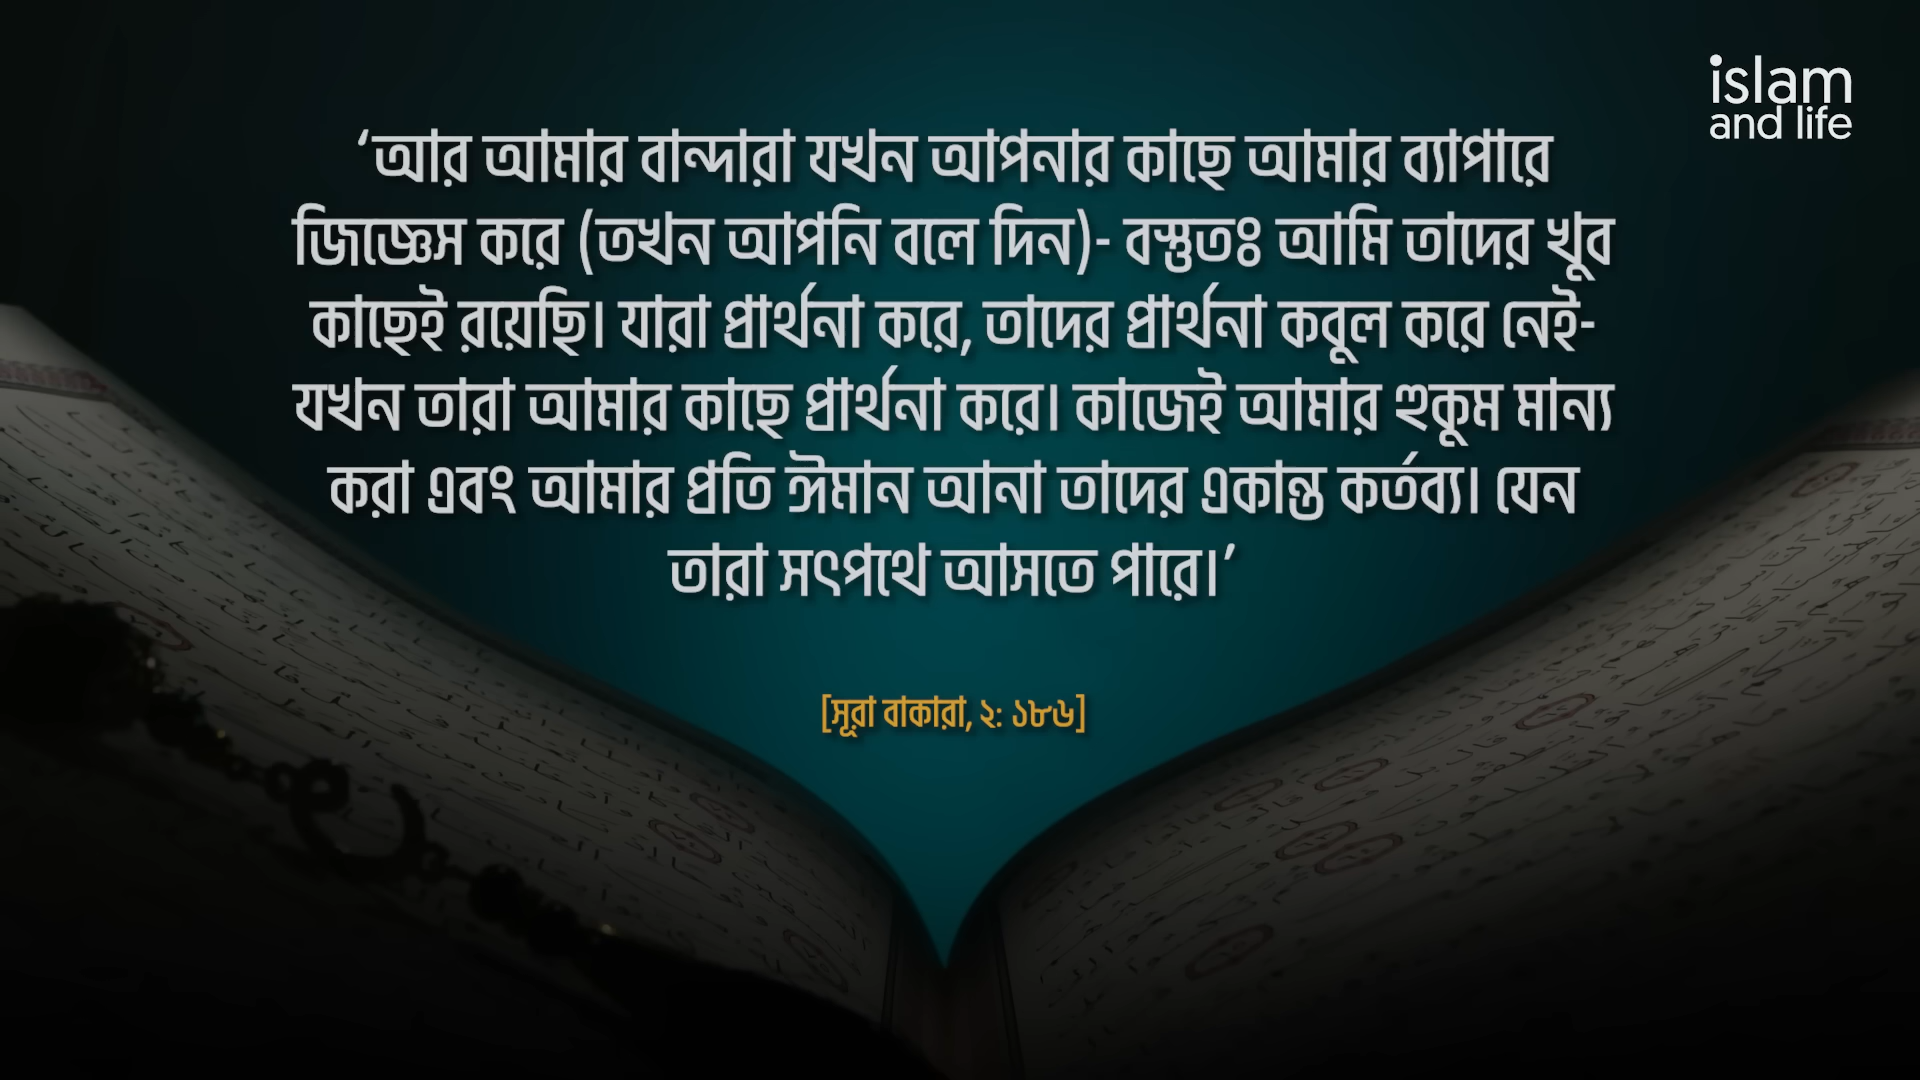 islam
and life
‘আর আমার বান্দারা যখন আপনার কাছে আমার ব্যাপারে
জিজ্ঞেস করে (তখন আপনি বলে দিন)- বস্তুতঃ আমি তাদের খুব
কাছেই রয়েছি। যারা প্রার্থনা করে, তাদের প্রার্থনা কবুল করে নেই-
যখন তারা আমার কাছে প্রার্থনা করে। কাজেই আমার হুকুম মান্য
করা এবং আমার প্রতি ঈমান আনা তাদের একান্ত কর্তব্য। যেন
তারা সৎপথে আসতে পারে।’
[সূরা বাকারা, ২: ১৮৬]